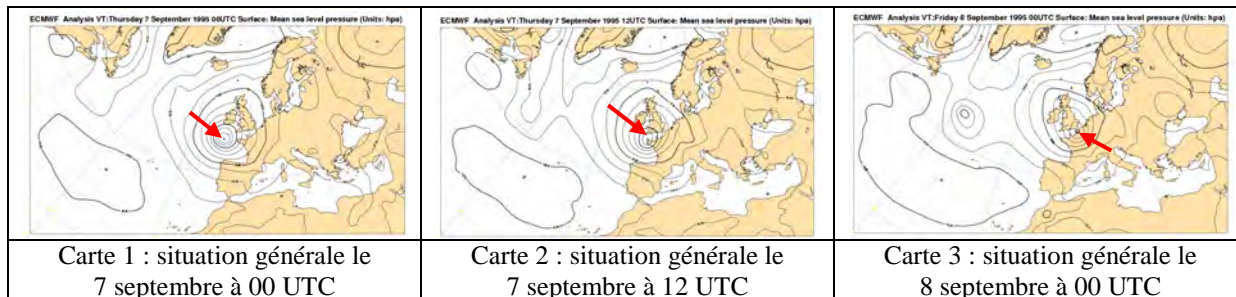 ECMWF Analysis VT:Thursday 7 September 1995 00UTC Surface: Mean sea level pressure (Units: hpa)
ECMWF Analysis VT:Thursday 7 September 1995 12UTC Surface: Mean sea level pressure (Units: hpa)
ECMWF Analysis VT:Friday 8 September 1995 00UTC Surface: Mean sea level pressure (Units: hpa)
Carte 1 : situation générale le
7 septembre à 00 UTC
Carte 2 : situation générale le
7 septembre à 12 UTC
Carte 3 : situation générale le
8 septembre à 00 UTC